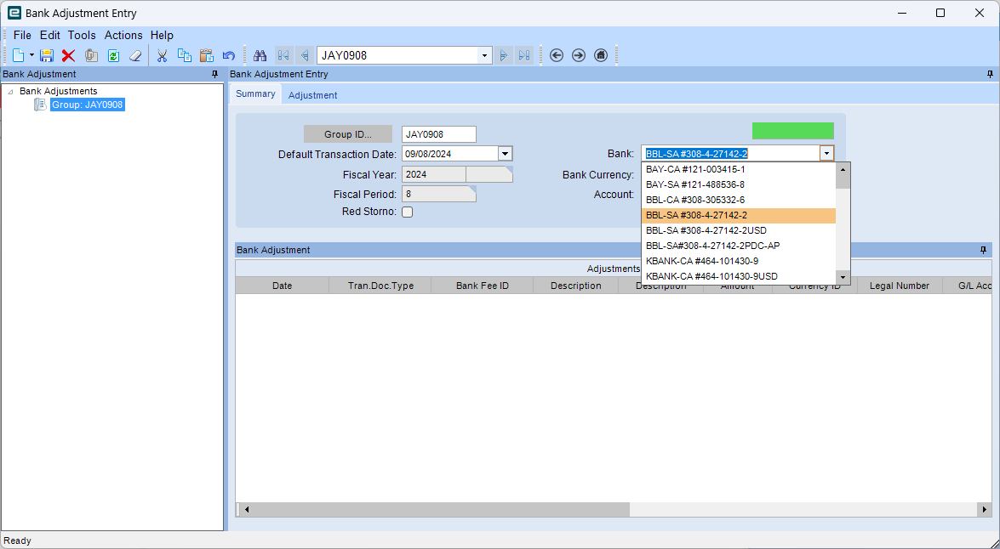 Bank Adjustment Entry
File Edit Tools Actions Help
JAY0908
Bank Adjustment
Bank Adjustments
Group: JAY0908
Bank Adjustment Entry
Summary Adjustment
Group ID... JAY0908
Default Transaction Date: 09/08/2024
Fiscal Year: 2024
Fiscal Period: 8
Red Storno:
Bank: BBL-SA #308-4-27142-2
Bank Currency:
Account:
BAY-CA #121-003415-1
BAY-SA #121-488536-8
BBL-CA #308-305332-6
BBL-SA #308-4-27142-2
BBL-SA #308-4-27142-2USD
BBL-SA#308-4-27142-2PDC-AP
KBANK-CA #464-101430-9
KBANK-CA #464-101430-9USD
Bank Adjustment
Adjustments
Date Tran.Doc.Type Bank Fee ID Description Description Amount Currency ID Legal Number G/L Acc
Ready